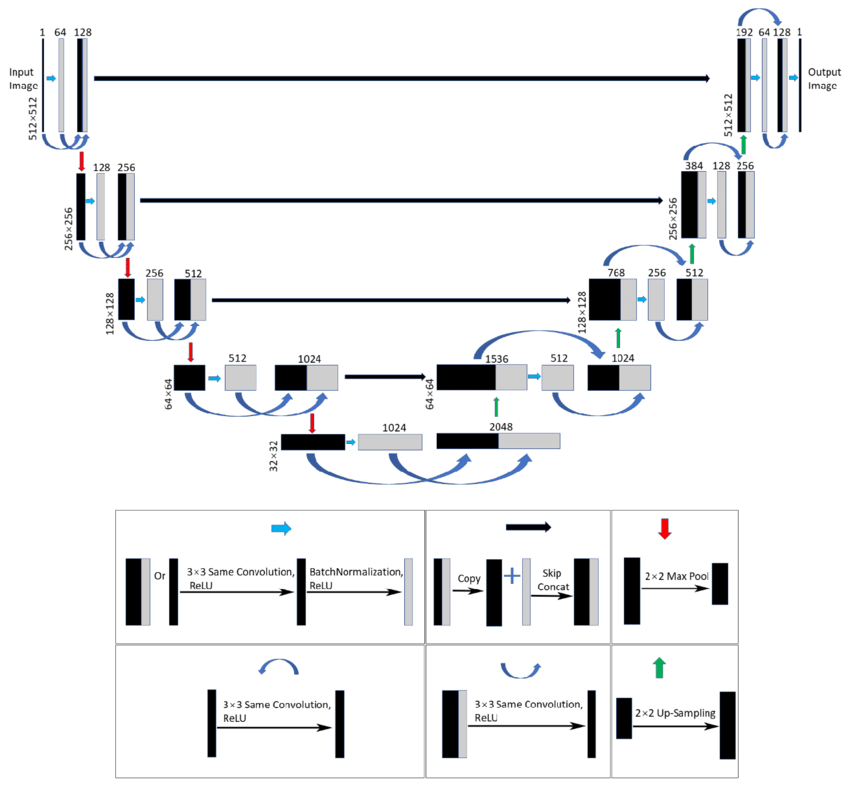 1 64 128
192 64 128 1
Input
Image
512×512
512×512
Output
Image
128 256
384 128 256
256×256
256×256
256 512
768 256 512
128×128
128×128
512 1024
1536 512 1024
64×64
64×64
1024 2048
32×32
Or
3×3 Same Convolution,
ReLU
BatchNormalization,
ReLU
Copy
+
Skip
Concat
2×2 Max Pool
3×3 Same Convolution,
ReLU
3×3 Same Convolution,
ReLU
2×2 Up-Sampling